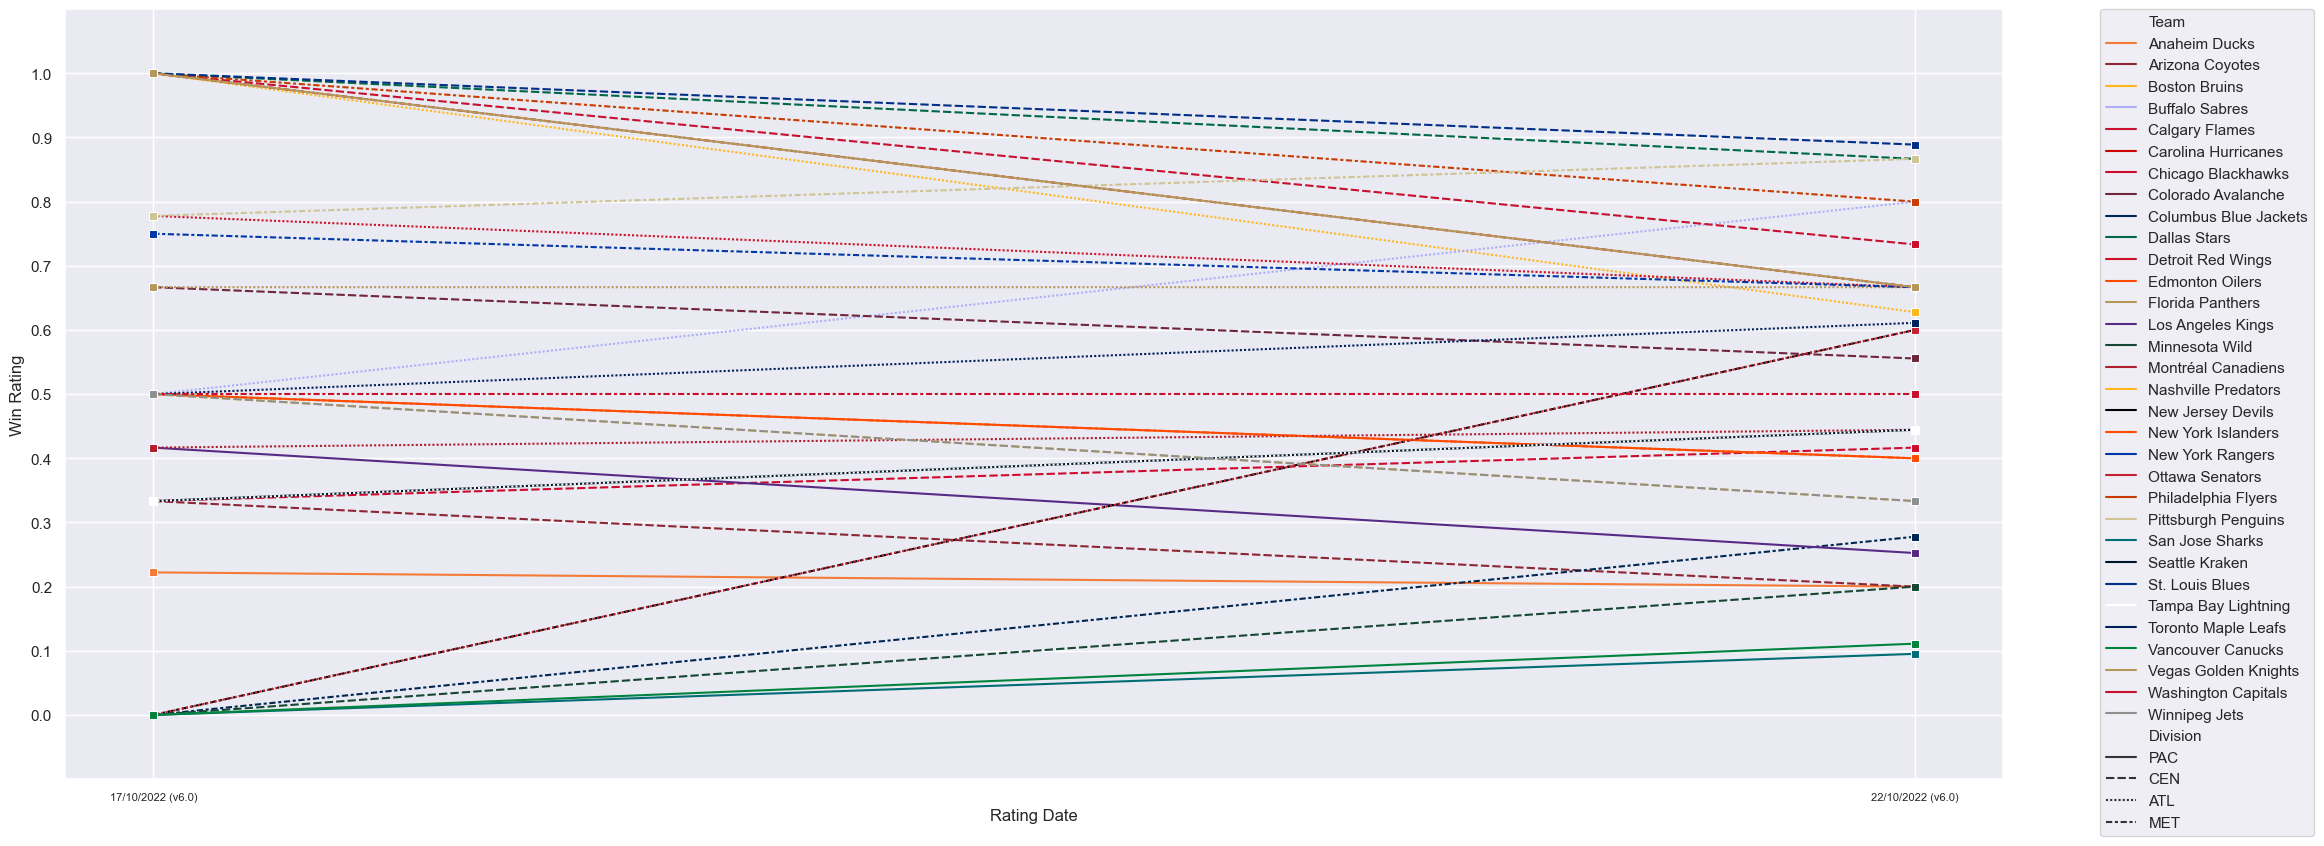 1.0
0.9
0.8
0.7
0.6
0.5
0.4
0.3
0.2
0.1
0.0
Win Rating
17/10/2022 (v6.0)
22/10/2022 (v6.0)
Rating Date
Team
Anaheim Ducks
Arizona Coyotes
Boston Bruins
Buffalo Sabres
Calgary Flames
Carolina Hurricanes
Chicago Blackhawks
Colorado Avalanche
Columbus Blue Jackets
Dallas Stars
Detroit Red Wings
Edmonton Oilers
Florida Panthers
Los Angeles Kings
Minnesota Wild
Montréal Canadiens
Nashville Predators
New Jersey Devils
New York Islanders
New York Rangers
Ottawa Senators
Philadelphia Flyers
Pittsburgh Penguins
San Jose Sharks
Seattle Kraken
St. Louis Blues
Tampa Bay Lightning
Toronto Maple Leafs
Vancouver Canucks
Vegas Golden Knights
Washington Capitals
Winnipeg Jets
Division
PAC
CEN
ATL
MET